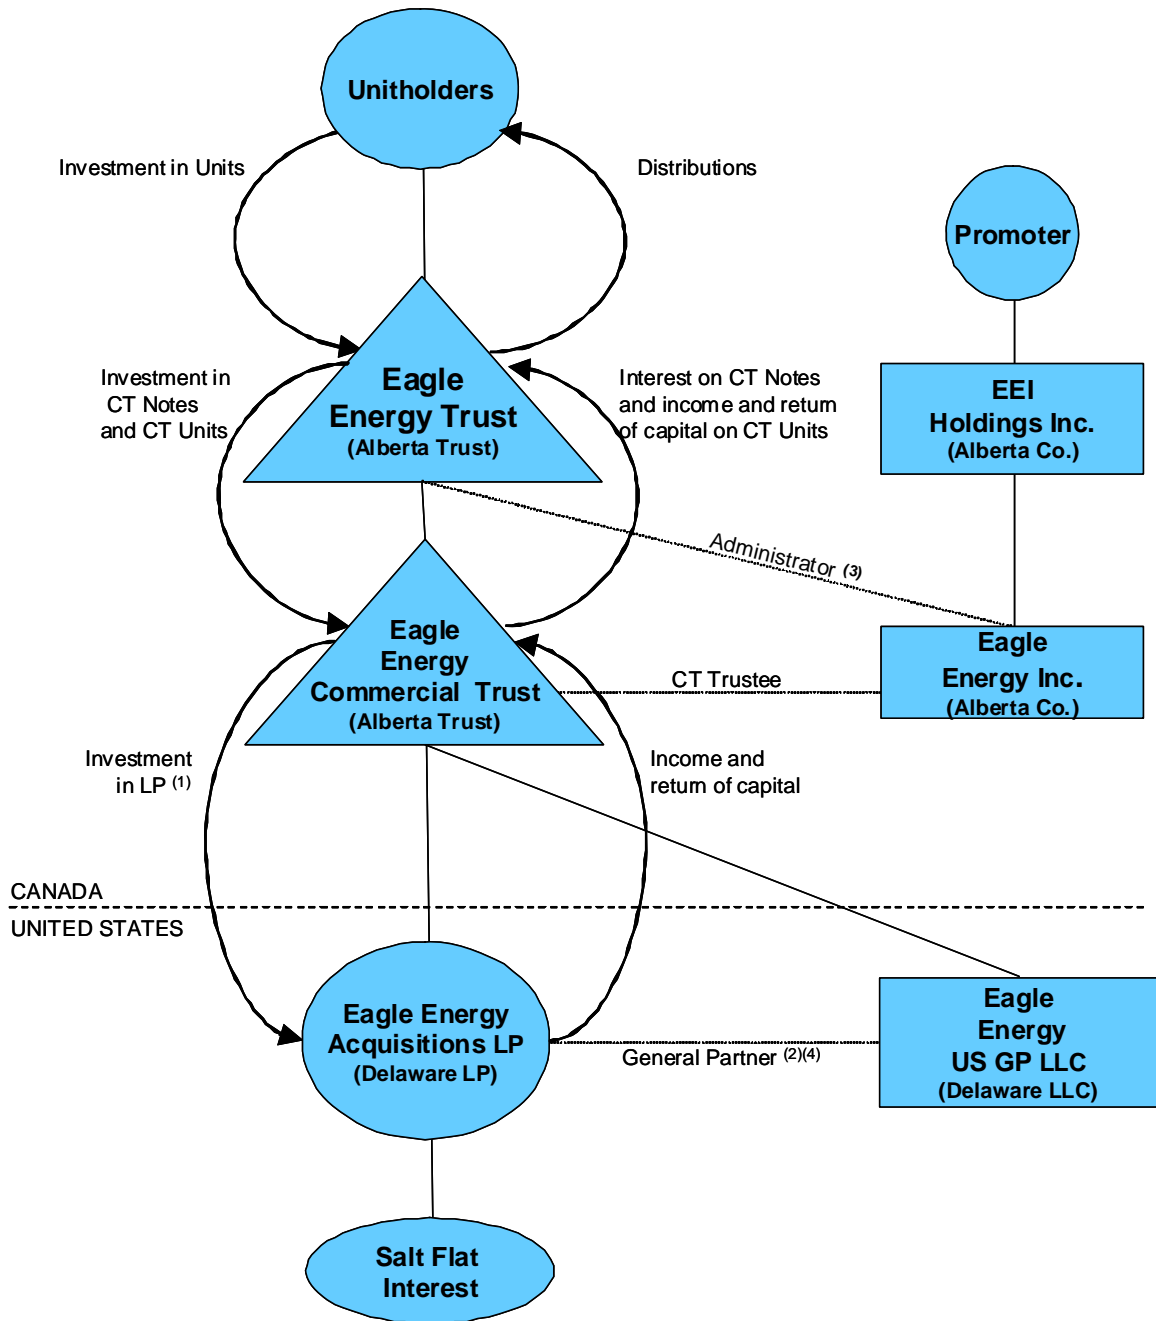 Unitholders
Investment in Units
Distributions
Promoter
Eagle
Energy Trust
(Alberta Trust)
Investment in
CT Notes
and CT Units
Interest on CT Notes
and income and return
of capital on CT Units
EEI
Holdings Inc.
(Alberta Co.)
Administrator (3)
Eagle
Energy
Commercial Trust
(Alberta Trust)
CT Trustee
Eagle
Energy Inc.
(Alberta Co.)
Investment
in LP (1)
Income and
return of capital
CANADA
UNITED STATES
Eagle Energy
Acquisitions LP
(Delaware LP)
General Partner (2)(4)
Eagle
Energy
US GP LLC
(Delaware LLC)
Salt Flat
Interest